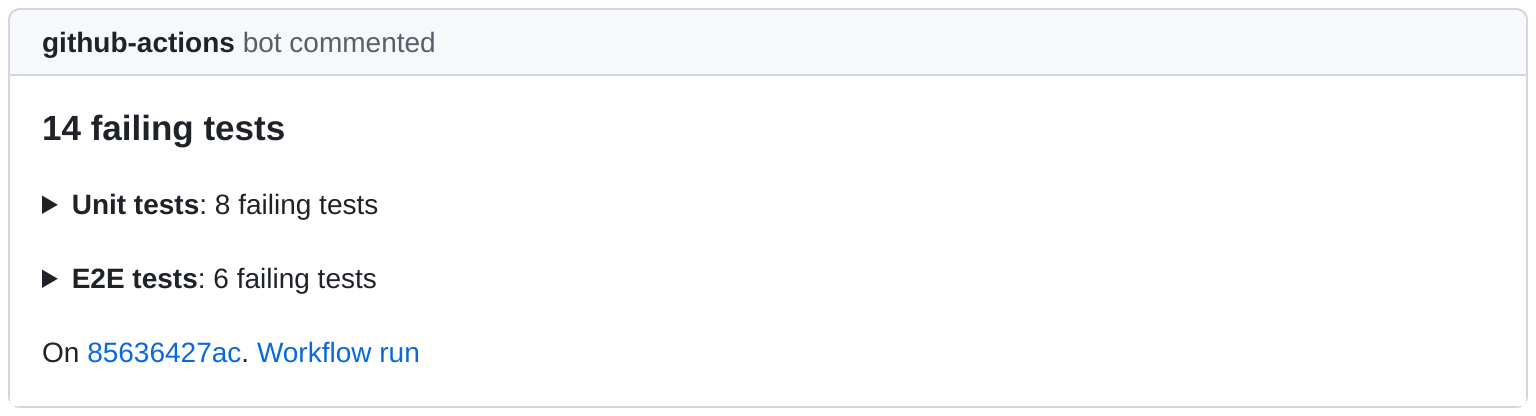 github-actions bot commented
14 failing tests
Unit tests: 8 failing tests
E2E tests: 6 failing tests
On 85636427ac. Workflow run